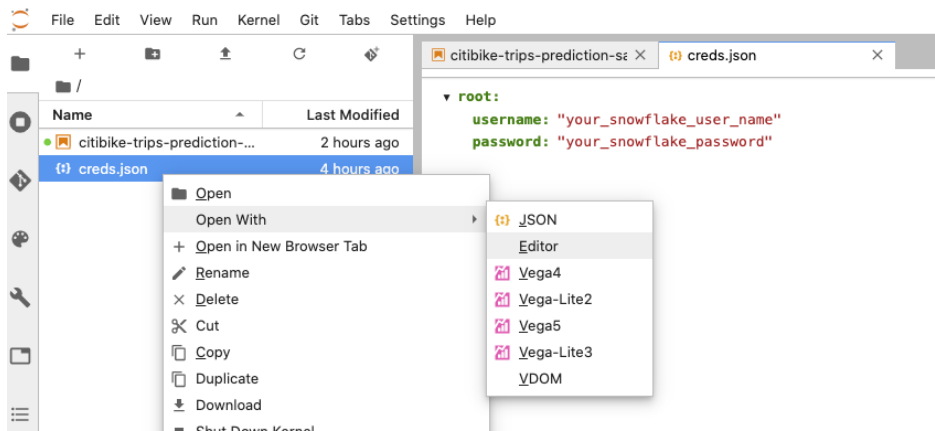 File Edit View Run Kernel Git Tabs Settings Help
citibike-trips-prediction-sa
creds.json
/
Name Last Modified
citibike-trips-prediction-... 2 hours ago
creds.json 4 hours ago
root:
username: "your_snowflake_user_name"
password: "your_snowflake_password"
Open
Open With
Open in New Browser Tab
Rename
Delete
Cut
Copy
Duplicate
Download
Shut Down Kernel
JSON
Editor
Vega4
Vega-Lite2
Vega5
Vega-Lite3
VDOM